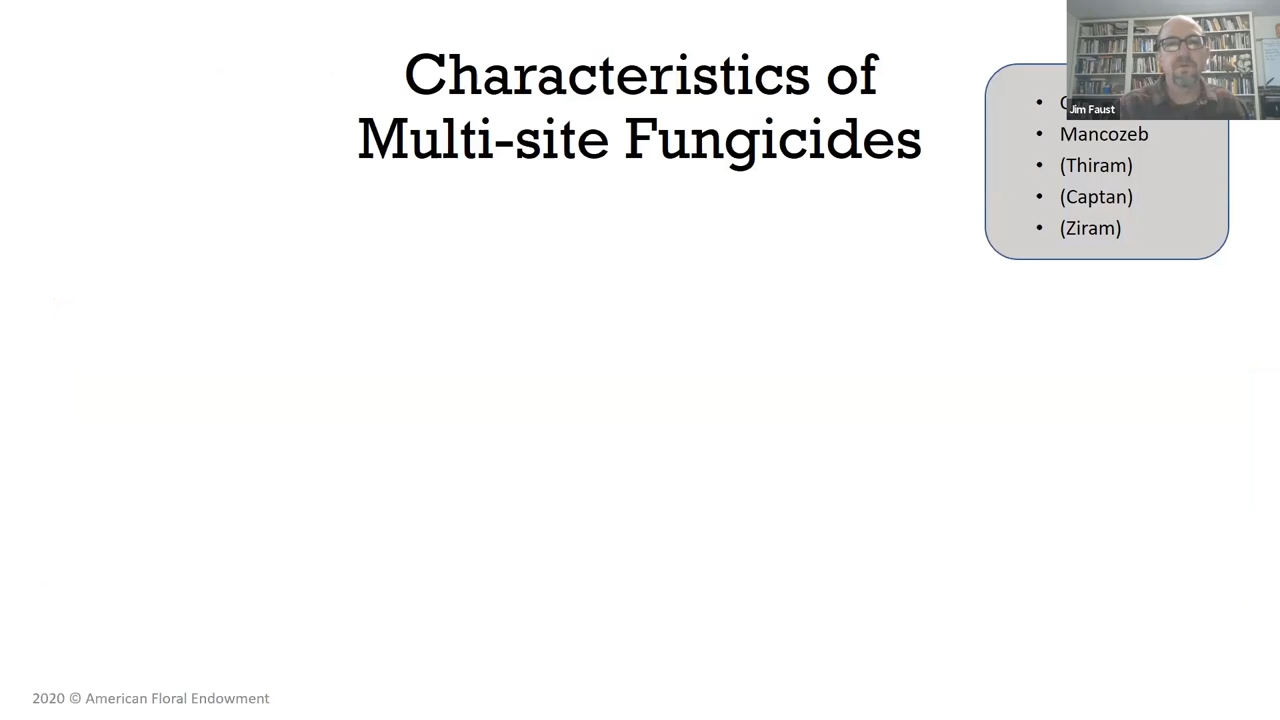 Characteristics of
Multi-site Fungicides
Jim Faust
• Mancozeb
• (Thiram)
• (Captan)
• (Ziram)
2020 © American Floral Endowment